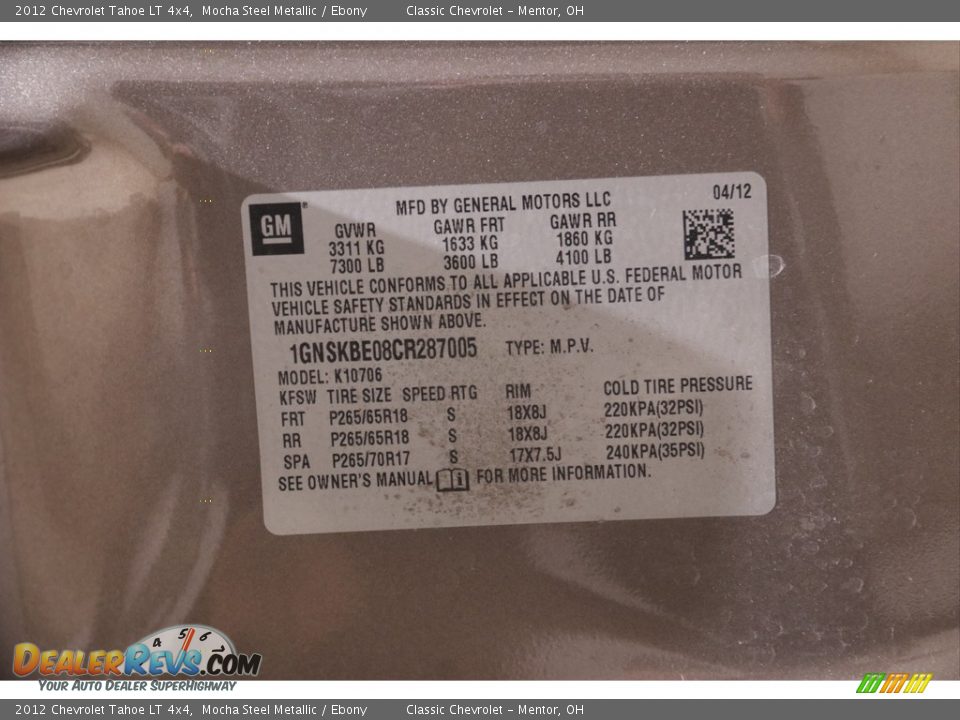 2012 Chevrolet Tahoe LT 4x4, Mocha Steel Metallic / Ebony Classic Chevrolet - Mentor, OH
04/12
GM ® MFD BY GENERAL MOTORS LLC
GVWR GAWR FRT GAWR RR
3311 KG 1633 KG 1860 KG
7300 LB 3600 LB 4100 LB
THIS VEHICLE CONFORMS TO ALL APPLICABLE U.S. FEDERAL MOTOR
VEHICLE SAFETY STANDARDS IN EFFECT ON THE DATE OF
MANUFACTURE SHOWN ABOVE.
1GNSKBE08CR287005 TYPE: M.P.V.
MODEL: K10706
KFSW TIRE SIZE SPEED RTG RIM COLD TIRE PRESSURE
FRT P265/65R18 S 18X8J 220KPA(32PSI)
RR P265/65R18 S 18X8J 220KPA(32PSI)
SPA P265/70R17 S 17X7.5J 240KPA(35PSI)
SEE OWNER'S MANUAL FOR MORE INFORMATION.
4 5 6 7
DealerRevs.com
Your Auto Dealer SuperHighway
2012 Chevrolet Tahoe LT 4x4, Mocha Steel Metallic / Ebony Classic Chevrolet - Mentor, OH